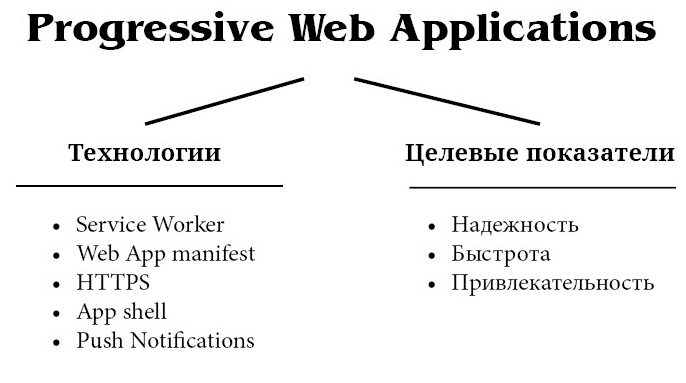 Progressive Web Applications
Технологии
Service Worker
Web App manifest
HTTPS
App shell
Push Notifications
Целевые показатели
Надежность
Быстрота
Привлекательность